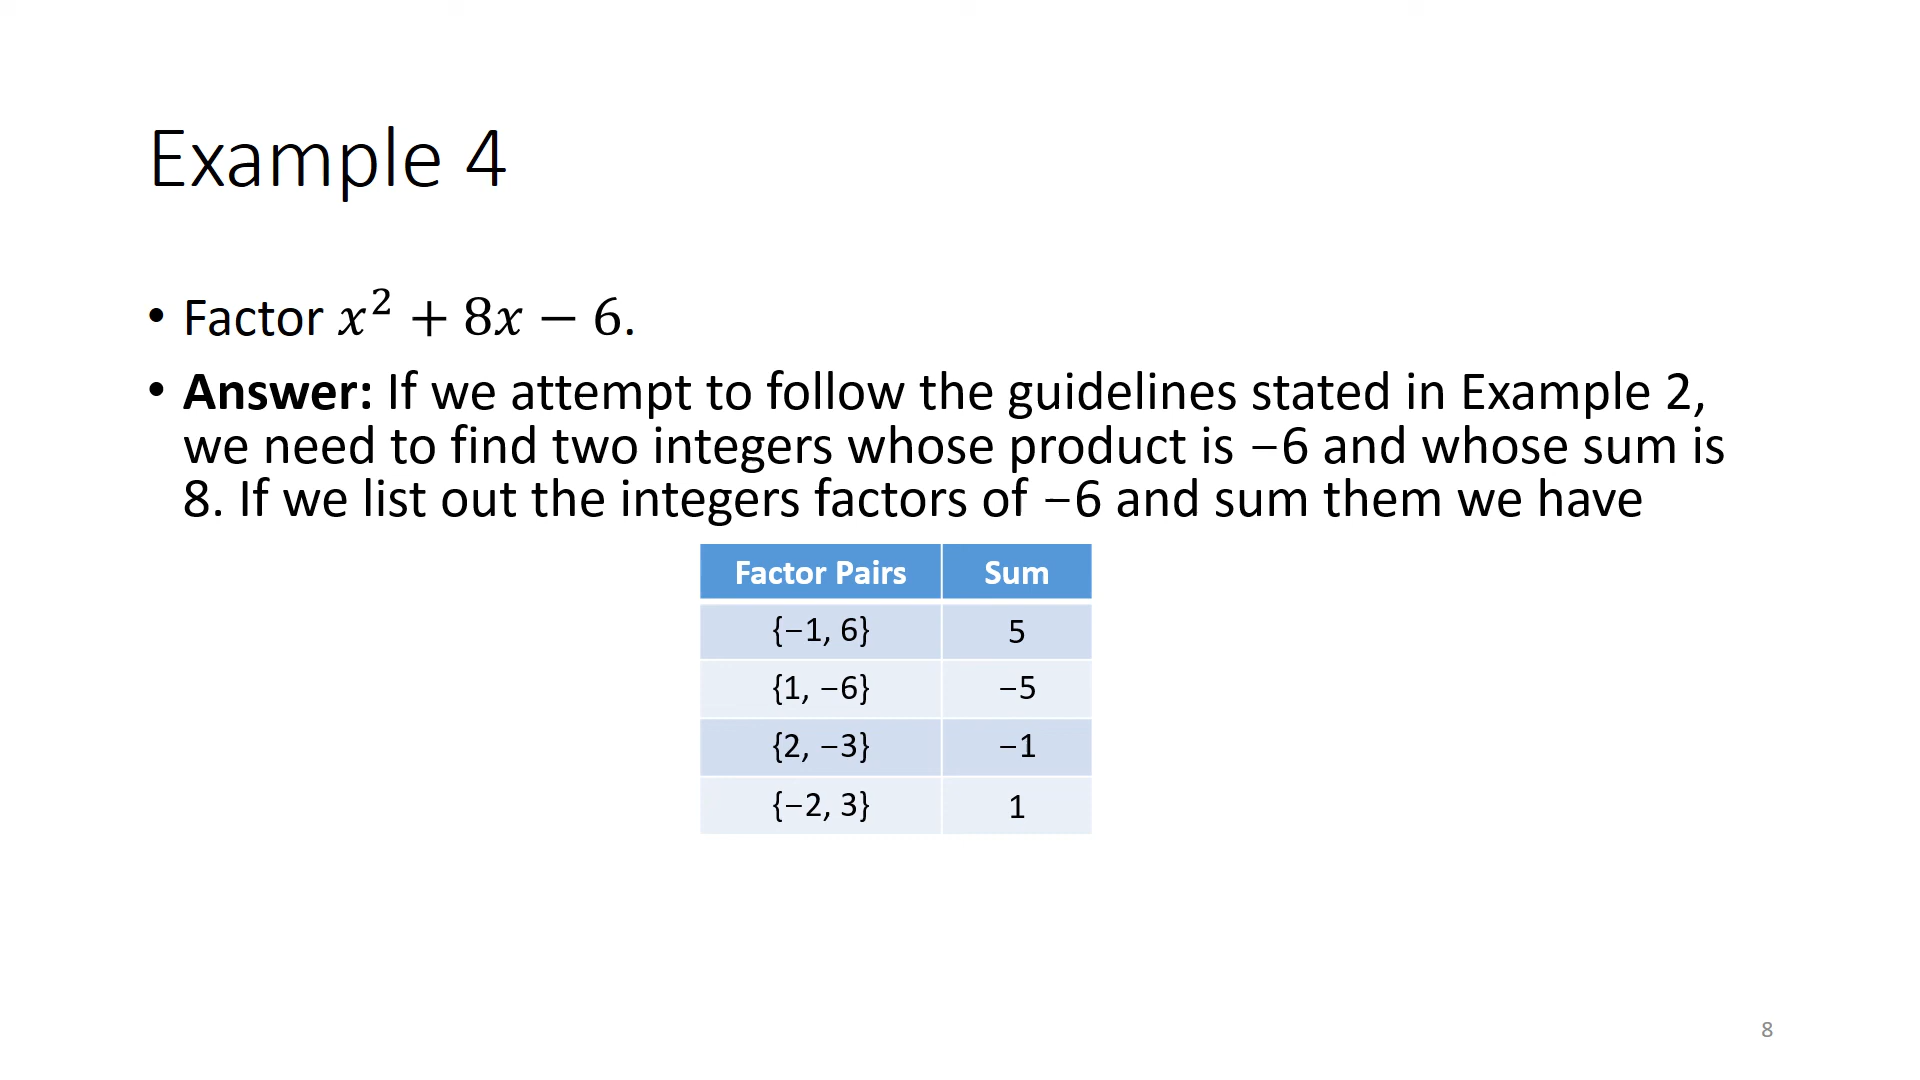 Example 4
• Factor x² + 8x − 6.
• Answer: If we attempt to follow the guidelines stated in Example 2,
we need to find two integers whose product is −6 and whose sum is
8. If we list out the integers factors of −6 and sum them we have
Factor Pairs Sum
{−1, 6} 5
{1, −6} −5
{2, −3} −1
{−2, 3} 1
8